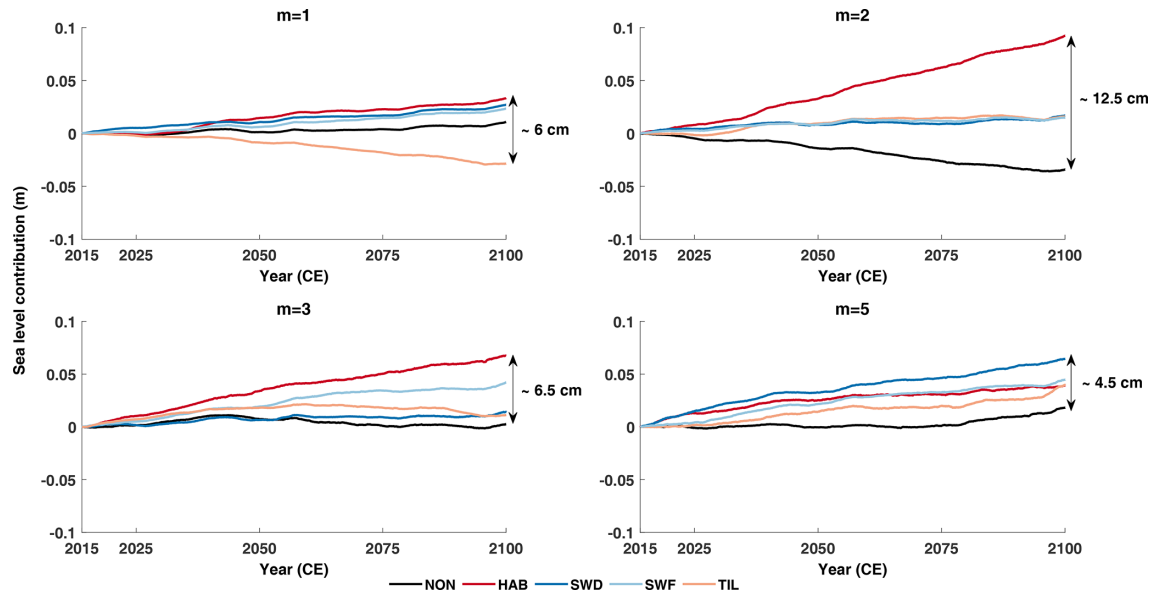 m=1
0.1
0.05
0
-0.05
-0.1
2015 2025 2050 2075 2100
Year (CE)
~ 6 cm
m=2
0.1
0.05
0
-0.05
-0.1
2015 2025 2050 2075 2100
Year (CE)
~ 12.5 cm
Sea level contribution (m)
m=3
0.1
0.05
0
-0.05
-0.1
2015 2025 2050 2075 2100
Year (CE)
~ 6.5 cm
m=5
0.1
0.05
0
-0.05
-0.1
2015 2025 2050 2075 2100
Year (CE)
~ 4.5 cm
NON HAB SWD SWF TIL